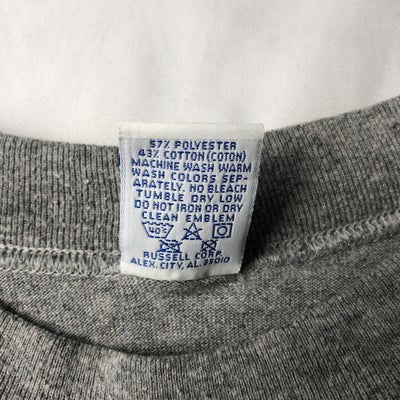 57% POLYESTER
43% COTTON (COTON)
MACHINE WASH WARM
WASH COLORS SEP-
ARATELY. NO BLEACH
TUMBLE DRY LOW
DO NOT IRON OR DRY
CLEAN EMBLEM
40°C
RUSSELL CORP.
ALEX. CITY, AL. 35010